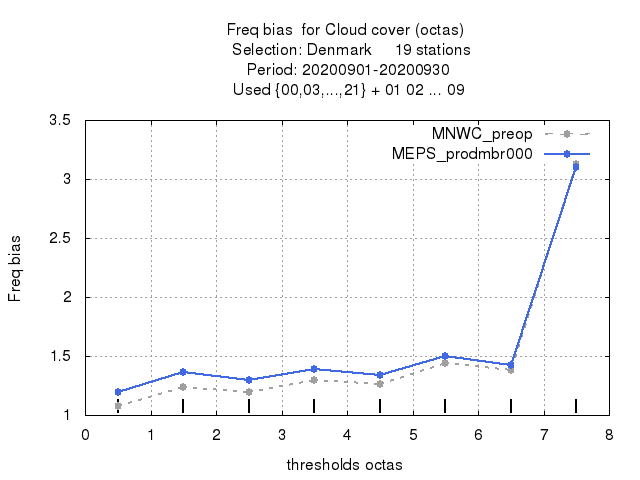 Freq bias  for Cloud cover (octas)
Selection: Denmark     19 stations
Period: 20200901-20200930
Used {00,03,...,21} + 01 02 ... 09
MNWC_preop
MEPS_prodmbr000
3.5
3
2.5
2
1.5
1
Freq bias
0 1 2 3 4 5 6 7 8
thresholds octas